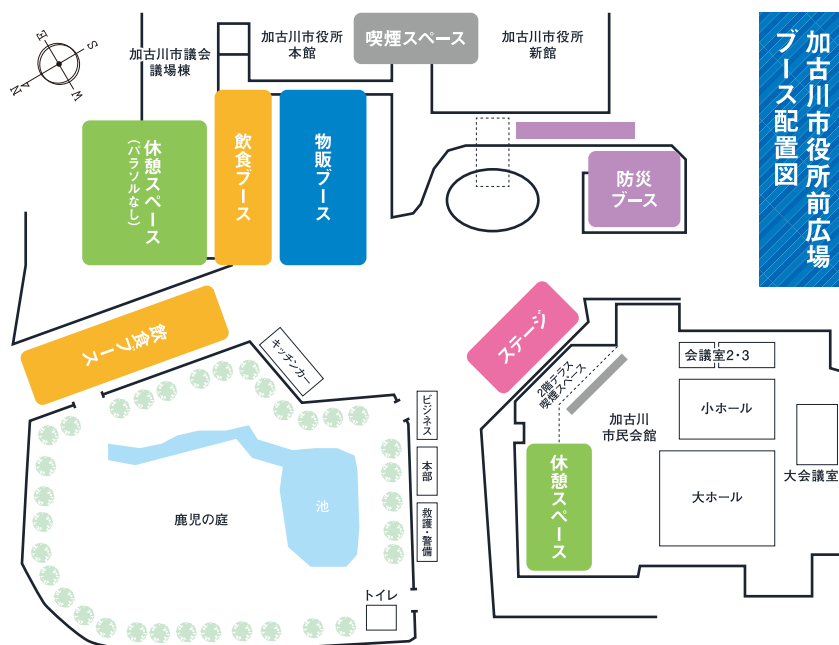 加古川市役所前広場
ブース配置図
E
S
N
W
加古川市議会
議場棟
加古川市役所
本館
喫煙スペース
加古川市役所
新館
休憩スペース
(パラソルなし)
飲食ブース
物販ブース
防災
ブース
飲食ブース
キッチンカー
ステージ
2階テラス
喫煙スペース
会議室2・3
小ホール
加古川
市民会館
大ホール
大会議室
休憩スペース
ビジネス
本部
救護・警備
池
鹿児の庭
トイレ